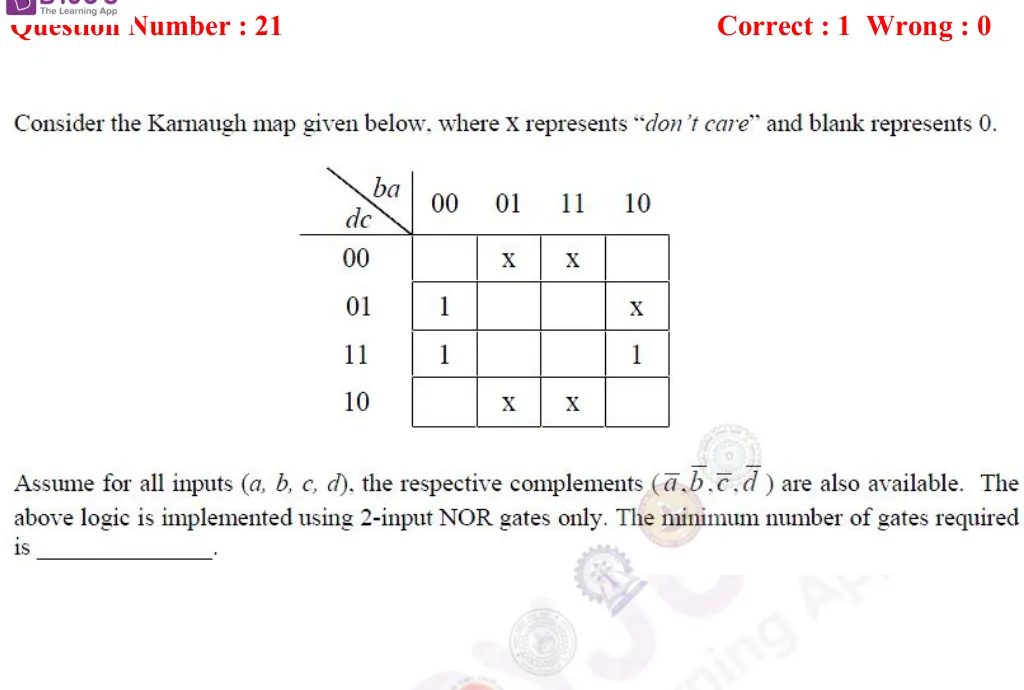 The Learning App
Question Number : 21 Correct : 1 Wrong : 0
Consider the Karnaugh map given below, where X represents “don’t care” and blank represents 0.
ba
dc
00 01 11 10
00 x x
01 1 x
11 1 1
10 x x
Assume for all inputs (a, b, c, d), the respective complements (a̅, b̅, c̅, d̅) are also available. The
above logic is implemented using 2-input NOR gates only. The minimum number of gates required
is _______________.